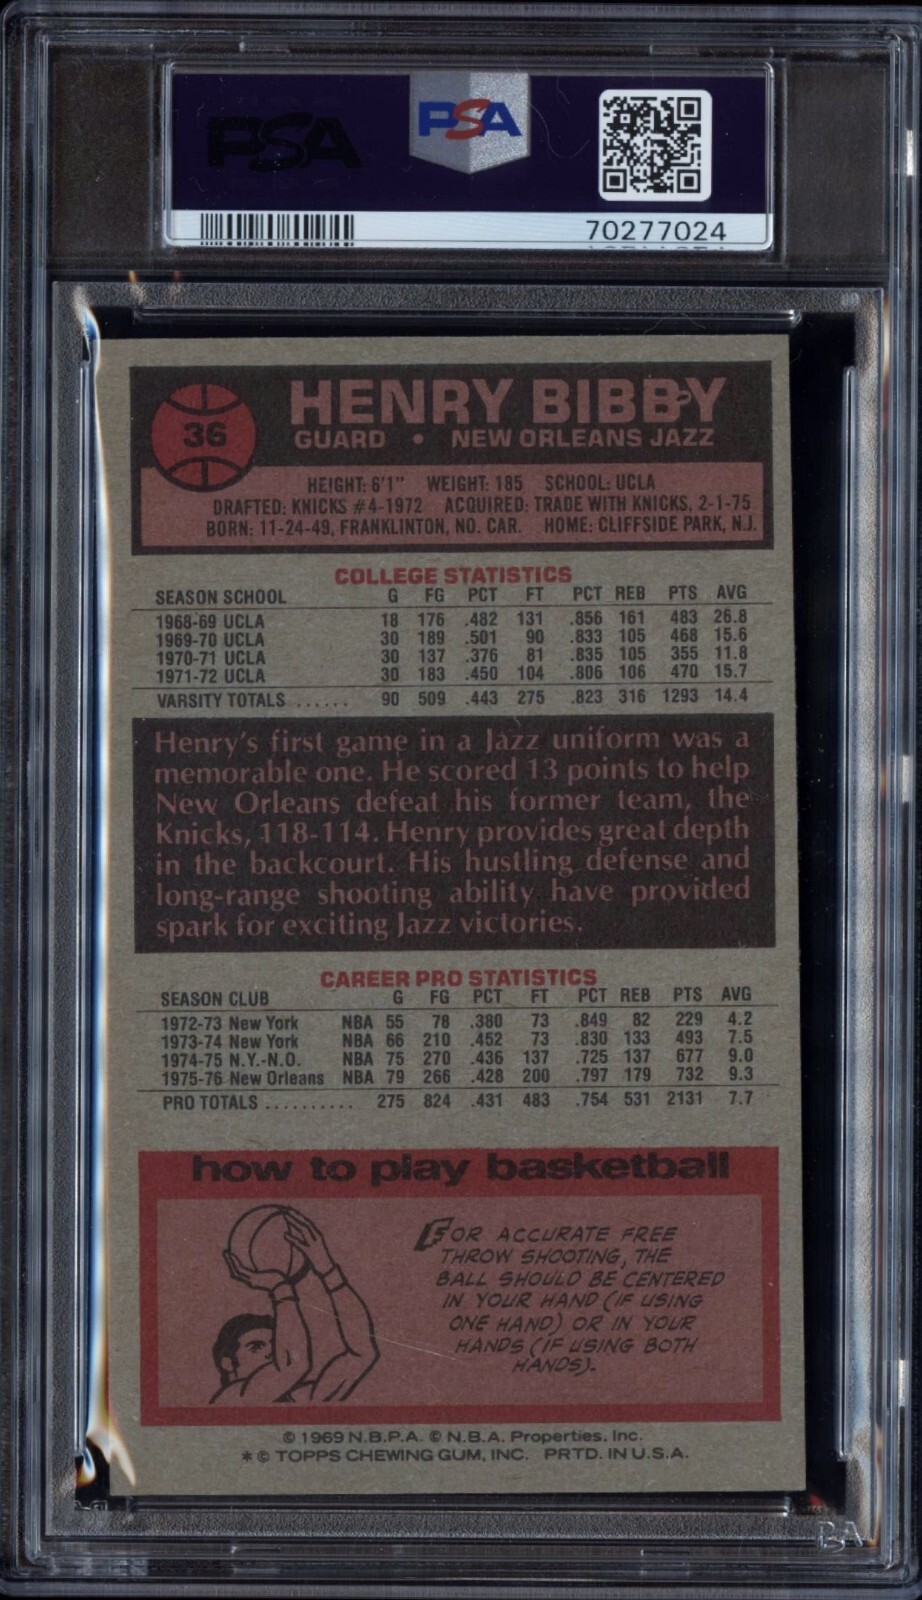 PSA
PSA
70277024
36
HENRY BIBBY
GUARD • NEW ORLEANS JAZZ
HEIGHT: 6'1" WEIGHT: 185 SCHOOL: UCLA
DRAFTED: KNICKS #4-1972 ACQUIRED: TRADE WITH KNICKS, 2-1-75
BORN: 11-24-49, FRANKLINTON, NO. CAR. HOME: CLIFFSIDE PARK, N.J.
COLLEGE STATISTICS
SEASON SCHOOL G FG PCT FT PCT REB PTS AVG
1968-69 UCLA 18 176 .482 131 .856 161 483 26.8
1969-70 UCLA 30 189 .501 90 .833 105 468 15.6
1970-71 UCLA 30 137 .376 81 .835 105 355 11.8
1971-72 UCLA 30 183 .450 104 .806 106 470 15.7
VARSITY TOTALS ...... 90 509 .443 275 .823 316 1293 14.4
Henry's first game in a Jazz uniform was a
memorable one. He scored 13 points to help
New Orleans defeat his former team, the
Knicks, 118-114. Henry provides great depth
in the backcourt. His hustling defense and
long-range shooting ability have provided
spark for exciting Jazz victories.
CAREER PRO STATISTICS
SEASON CLUB G FG PCT FT PCT REB PTS AVG
1972-73 New York NBA 55 78 .380 73 .849 82 229 4.2
1973-74 New York NBA 66 210 .452 73 .830 133 493 7.5
1974-75 N.Y.-N.O. NBA 75 270 .436 137 .725 137 677 9.0
1975-76 New Orleans NBA 79 266 .428 200 .797 179 732 9.3
PRO TOTALS .......... 275 824 .431 483 .754 531 2131 7.7
how to play basketball
FOR ACCURATE FREE
THROW SHOOTING, THE
BALL SHOULD BE CENTERED
IN YOUR HAND (IF USING
ONE HAND) OR IN YOUR
HANDS (IF USING BOTH
HANDS).
© 1969 N.B.P.A. © N.B.A. Properties, Inc.
* © TOPPS CHEWING GUM, INC. PRTD. IN U.S.A.